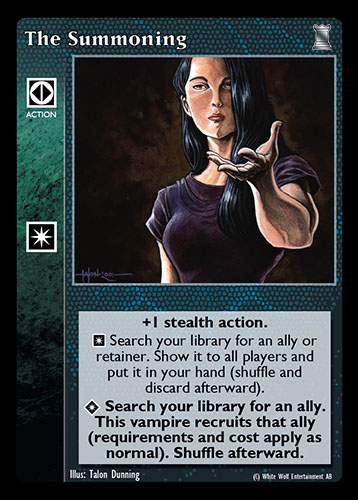 The Summoning
ACTION
TALON 2001
+1 stealth action.
Search your library for an ally or
retainer. Show it to all players and
put it in your hand (shuffle and
discard afterward).
Search your library for an ally.
This vampire recruits that ally
(requirements and cost apply as
normal). Shuffle afterward.
Illus: Talon Dunning
(C) White Wolf Entertainment AB